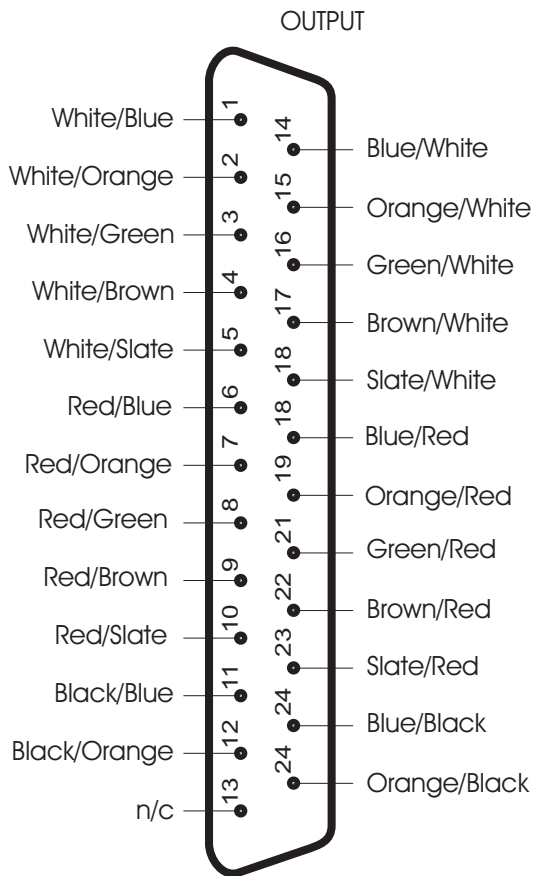 OUTPUT
White/Blue
1
14
Blue/White
White/Orange
2
15
Orange/White
White/Green
3
16
Green/White
White/Brown
4
17
Brown/White
White/Slate
5
18
Slate/White
Red/Blue
6
18
Blue/Red
Red/Orange
7
19
Orange/Red
Red/Green
8
21
Green/Red
Red/Brown
9
22
Brown/Red
Red/Slate
10
23
Slate/Red
Black/Blue
11
24
Blue/Black
Black/Orange
12
24
Orange/Black
n/c
13